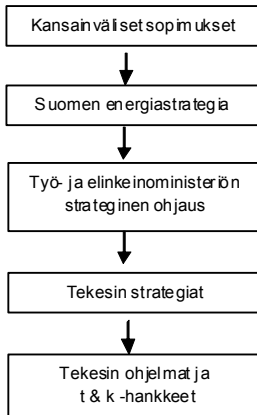 Kansainväliset sopimukset
Suomen energiastrategia
Työ- ja elinkeinoministeriön
strateginen ohjaus
Tekesin strategiat
Tekesin ohjelmat ja
t & k -hankkeet